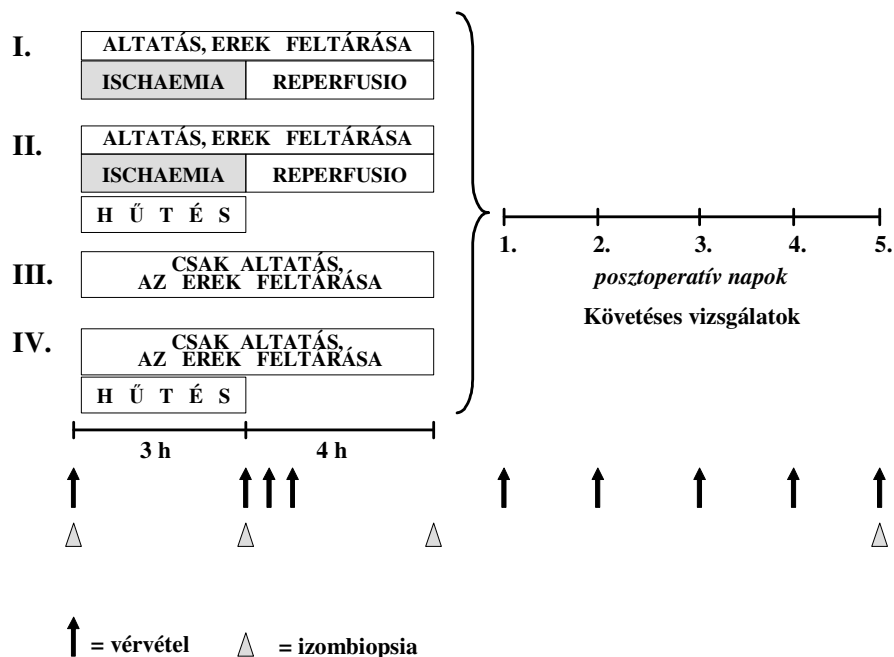 I.
ALTATÁS, EREK FELTÁRÁSA
ISCHAEMIA REPERFUSIO
II.
ALTATÁS, EREK FELTÁRÁSA
ISCHAEMIA REPERFUSIO
H Ű T É S
III.
CSAK ALTATÁS,
AZ EREK FELTÁRÁSA
IV.
CSAK ALTATÁS,
AZ EREK FELTÁRÁSA
H Ű T É S
3 h 4 h
1. 2. 3. 4. 5.
posztoperatív napok
Követéses vizsgálatok
= vérvétel = izombiopsia